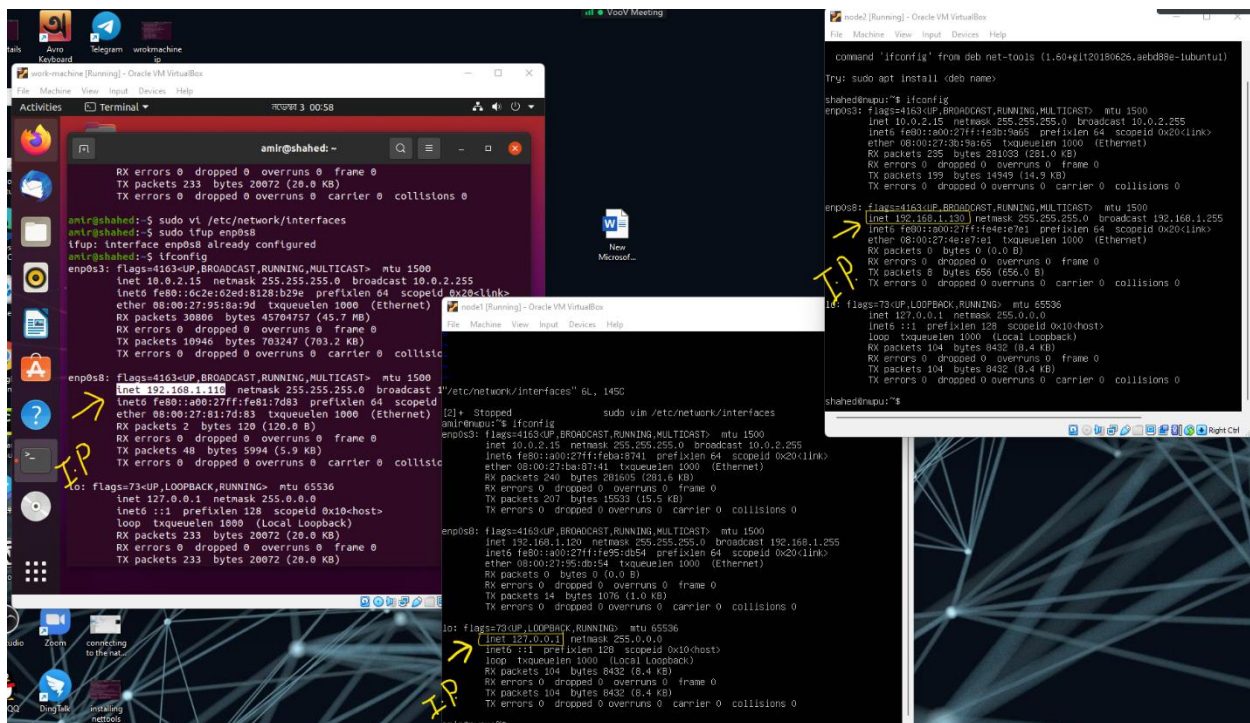 VooV Meeting
tails
Avro Keyboard
Telegram
wrokmachine ip
work-machine [Running] - Oracle VM VirtualBox
File Machine View Input Devices Help
Activities
Terminal
নভেম্বর 3 00:58
amir@shahed: ~
RX errors 0 dropped 0 overruns 0 frame 0
TX packets 233 bytes 20072 (20.0 KB)
TX errors 0 dropped 0 overruns 0 carrier 0 collisions 0
amir@shahed:~$ sudo vi /etc/network/interfaces
amir@shahed:~$ sudo ifup enp0s8
ifup: interface enp0s8 already configured
amir@shahed:~$ ifconfig
enp0s3: flags=4163<UP,BROADCAST,RUNNING,MULTICAST> mtu 1500
inet 10.0.2.15 netmask 255.255.255.0 broadcast 10.0.2.255
inet6 fe80::6c2e:62ed:8128:b29e prefixlen 64 scopeid 0x20<link>
ether 08:00:27:95:8a:9d txqueuelen 1000 (Ethernet)
RX packets 30806 bytes 45704757 (45.7 MB)
RX errors 0 dropped 0 overruns 0 frame 0
TX packets 10946 bytes 703247 (703.2 KB)
TX errors 0 dropped 0 overruns 0 carrier 0 collisio
enp0s8: flags=4163<UP,BROADCAST,RUNNING,MULTICAST> mtu 1500
inet 192.168.1.110 netmask 255.255.255.0 broadcast 1
inet6 fe80::a00:27ff:fe81:7d83 prefixlen 64 scopeid
ether 08:00:27:81:7d:83 txqueuelen 1000 (Ethernet)
RX packets 2 bytes 120 (120.0 B)
RX errors 0 dropped 0 overruns 0 frame 0
TX packets 48 bytes 5994 (5.9 KB)
TX errors 0 dropped 0 overruns 0 carrier 0 collisio
I.P
lo: flags=73<UP,LOOPBACK,RUNNING> mtu 65536
inet 127.0.0.1 netmask 255.0.0.0
inet6 ::1 prefixlen 128 scopeid 0x10<host>
loop txqueuelen 1000 (Local Loopback)
RX packets 233 bytes 20072 (20.0 KB)
RX errors 0 dropped 0 overruns 0 frame 0
TX packets 233 bytes 20072 (20.0 KB)
New Microsof...
node1 [Running] - Oracle VM VirtualBox
File Machine View Input Devices Help
"/etc/network/interfaces" 6L, 145C
[2]+ Stopped sudo vim /etc/network/interfaces
amir@nupu:~$ ifconfig
enp0s3: flags=4163<UP,BROADCAST,RUNNING,MULTICAST> mtu 1500
inet 10.0.2.15 netmask 255.255.255.0 broadcast 10.0.2.255
inet6 fe80::a00:27ff:feba:8741 prefixlen 64 scopeid 0x20<link>
ether 08:00:27:ba:87:41 txqueuelen 1000 (Ethernet)
RX packets 240 bytes 281605 (281.6 KB)
RX errors 0 dropped 0 overruns 0 frame 0
TX packets 207 bytes 15533 (15.5 KB)
TX errors 0 dropped 0 overruns 0 carrier 0 collisions 0
enp0s8: flags=4163<UP,BROADCAST,RUNNING,MULTICAST> mtu 1500
inet 192.168.1.120 netmask 255.255.255.0 broadcast 192.168.1.255
inet6 fe80::a00:27ff:fe95:db54 prefixlen 64 scopeid 0x20<link>
ether 08:00:27:95:db:54 txqueuelen 1000 (Ethernet)
RX packets 0 bytes 0 (0.0 B)
RX errors 0 dropped 0 overruns 0 frame 0
TX packets 14 bytes 1076 (1.0 KB)
TX errors 0 dropped 0 overruns 0 carrier 0 collisions 0
lo: flags=73<UP,LOOPBACK,RUNNING> mtu 65536
inet 127.0.0.1 netmask 255.0.0.0
inet6 ::1 prefixlen 128 scopeid 0x10<host>
loop txqueuelen 1000 (Local Loopback)
RX packets 104 bytes 8432 (8.4 KB)
RX errors 0 dropped 0 overruns 0 frame 0
TX packets 104 bytes 8432 (8.4 KB)
TX errors 0 dropped 0 overruns 0 carrier 0 collisions 0
I.P.
node2 [Running] - Oracle VM VirtualBox
File Machine View Input Devices Help
command 'ifconfig' from deb net-tools (1.60+git20180626.aebd88e-1ubuntu1)
Try: sudo apt install <deb name>
shahed@nupu:~$ ifconfig
enp0s3: flags=4163<UP,BROADCAST,RUNNING,MULTICAST> mtu 1500
inet 10.0.2.15 netmask 255.255.255.0 broadcast 10.0.2.255
inet6 fe80::a00:27ff:fe3b:9a65 prefixlen 64 scopeid 0x20<link>
ether 08:00:27:3b:9a:65 txqueuelen 1000 (Ethernet)
RX packets 235 bytes 281033 (281.0 KB)
RX errors 0 dropped 0 overruns 0 frame 0
TX packets 199 bytes 14949 (14.9 KB)
TX errors 0 dropped 0 overruns 0 carrier 0 collisions 0
enp0s8: flags=4163<UP,BROADCAST,RUNNING,MULTICAST> mtu 1500
inet 192.168.1.130 netmask 255.255.255.0 broadcast 192.168.1.255
inet6 fe80::a00:27ff:fe4e:e7e1 prefixlen 64 scopeid 0x20<link>
ether 08:00:27:4e:e7:e1 txqueuelen 1000 (Ethernet)
RX packets 0 bytes 0 (0.0 B)
RX errors 0 dropped 0 overruns 0 frame 0
TX packets 8 bytes 656 (656.0 B)
TX errors 0 dropped 0 overruns 0 carrier 0 collisions 0
I.P.
lo: flags=73<UP,LOOPBACK,RUNNING> mtu 65536
inet 127.0.0.1 netmask 255.0.0.0
inet6 ::1 prefixlen 128 scopeid 0x10<host>
loop txqueuelen 1000 (Local Loopback)
RX packets 104 bytes 8432 (8.4 KB)
RX errors 0 dropped 0 overruns 0 frame 0
TX packets 104 bytes 8432 (8.4 KB)
TX errors 0 dropped 0 overruns 0 carrier 0 collisions 0
shahed@nupu:~$
Right Ctrl
udio
Zoom
connecting to the nat...
QQ
DingTalk
installing nettools